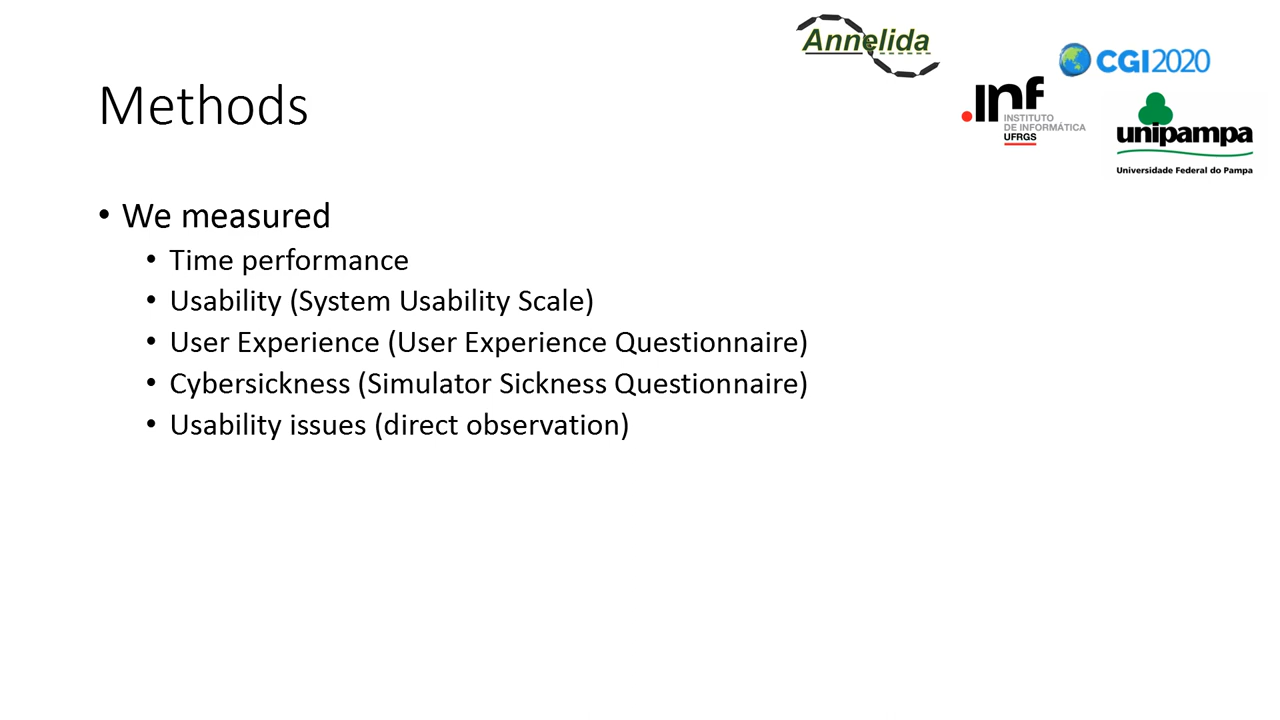 Annelida
CGI2020
.inf
INSTITUTO
DE INFORMÁTICA
UFRGS
unipampa
Universidade Federal do Pampa
Methods
• We measured
• Time performance
• Usability (System Usability Scale)
• User Experience (User Experience Questionnaire)
• Cybersickness (Simulator Sickness Questionnaire)
• Usability issues (direct observation)